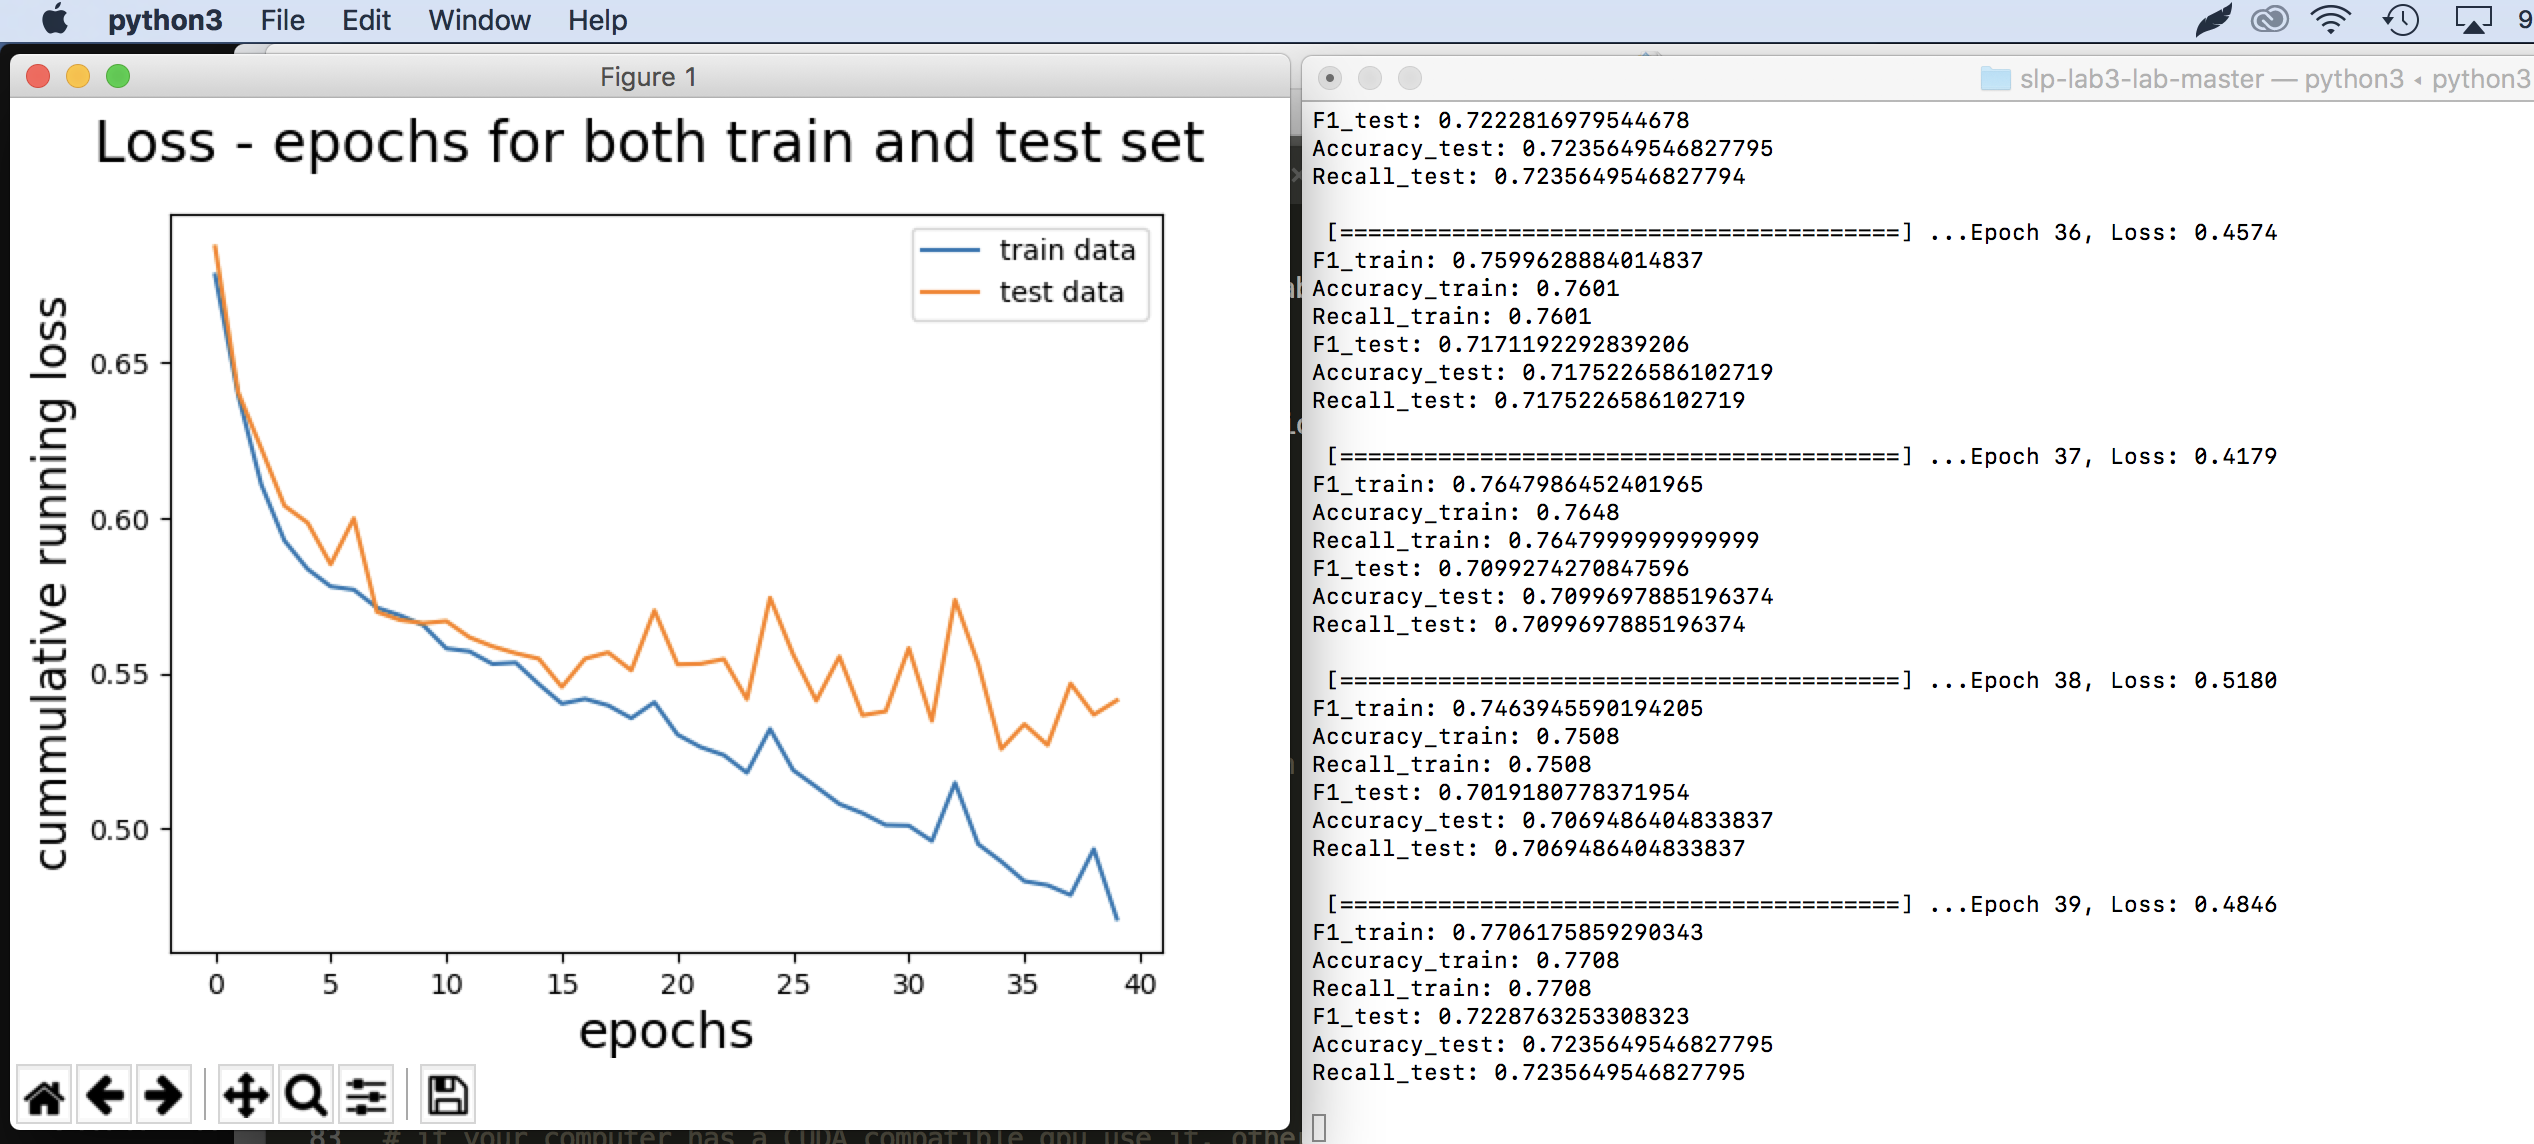 python3 File Edit Window Help 9
Figure 1
Loss - epochs for both train and test set
train data
test data
cummulative running loss
0.65
0.60
0.55
0.50
0 5 10 15 20 25 30 35 40
epochs
83 # if your computer has a CUDA compatible gpu use it,
slp-lab3-lab-master — python3 ◂ python3
F1_test: 0.7222816979544678
Accuracy_test: 0.7235649546827795
Recall_test: 0.7235649546827794
[========================================] ...Epoch 36, Loss: 0.4574
F1_train: 0.7599628884014837
Accuracy_train: 0.7601
Recall_train: 0.7601
F1_test: 0.7171192292839206
Accuracy_test: 0.7175226586102719
Recall_test: 0.7175226586102719
[========================================] ...Epoch 37, Loss: 0.4179
F1_train: 0.7647986452401965
Accuracy_train: 0.7648
Recall_train: 0.7647999999999999
F1_test: 0.7099274270847596
Accuracy_test: 0.7099697885196374
Recall_test: 0.7099697885196374
[========================================] ...Epoch 38, Loss: 0.5180
F1_train: 0.7463945590194205
Accuracy_train: 0.7508
Recall_train: 0.7508
F1_test: 0.7019180778371954
Accuracy_test: 0.7069486404833837
Recall_test: 0.7069486404833837
[========================================] ...Epoch 39, Loss: 0.4846
F1_train: 0.7706175859290343
Accuracy_train: 0.7708
Recall_train: 0.7708
F1_test: 0.7228763253308323
Accuracy_test: 0.7235649546827795
Recall_test: 0.7235649546827795